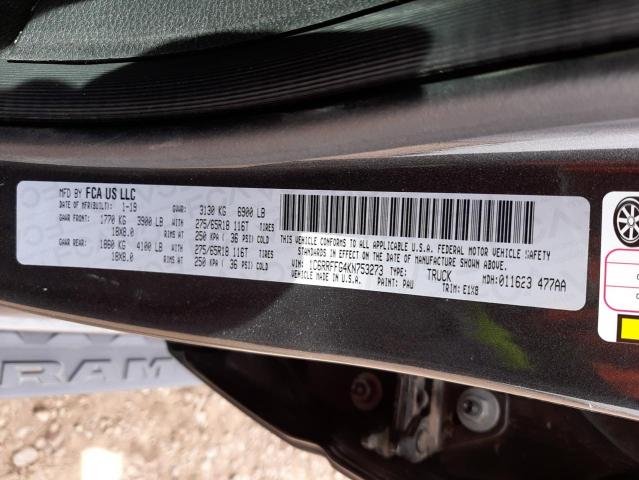 MFD BY FCA US LLC
DATE OF MFR(BUILT): 1-19 GVWR: 3130 KG 6900 LB
GAWR FRONT: 1770 KG 3900 LB WITH 275/65R18 116T TIRES
18X8.0 RIMS AT 250 KPA ( 36 PSI) COLD
GAWR REAR: 1860 KG 4100 LB WITH 275/65R18 116T TIRES
18X8.0 RIMS AT 250 KPA ( 36 PSI) COLD
THIS VEHICLE CONFORMS TO ALL APPLICABLE U.S.A. FEDERAL MOTOR VEHICLE SAFETY
STANDARDS IN EFFECT ON THE DATE OF MANUFACTURE SHOWN ABOVE.
VIN: 1C6RRFFG4KN753273 TYPE: TRUCK MDH: 011623 477AA
VEHICLE MADE IN U.S.A. PAINT: PAU TRIM: E1X8
RAM